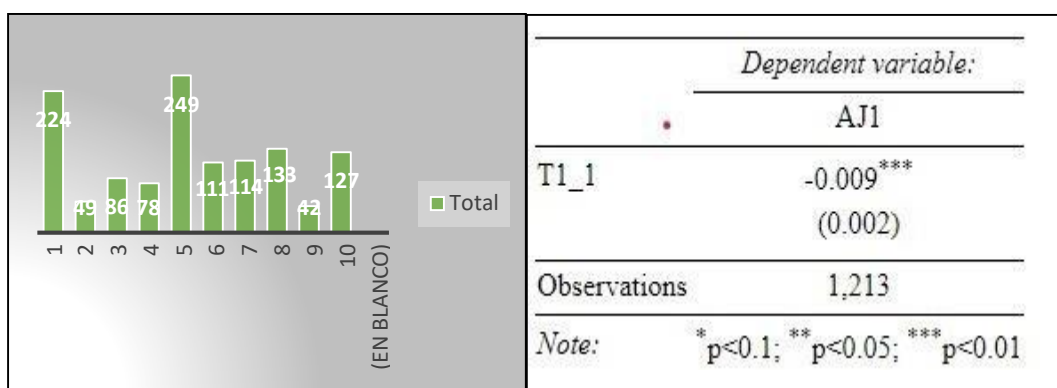 224 49 86 78 249 111 114 133 42 127
1 2 3 4 5 6 7 8 9 10 (EN BLANCO)
Total
Dependent variable:
AJ1
T1_1 -0.009***
(0.002)
Observations 1,213
Note: *p<0.1; **p<0.05; ***p<0.01